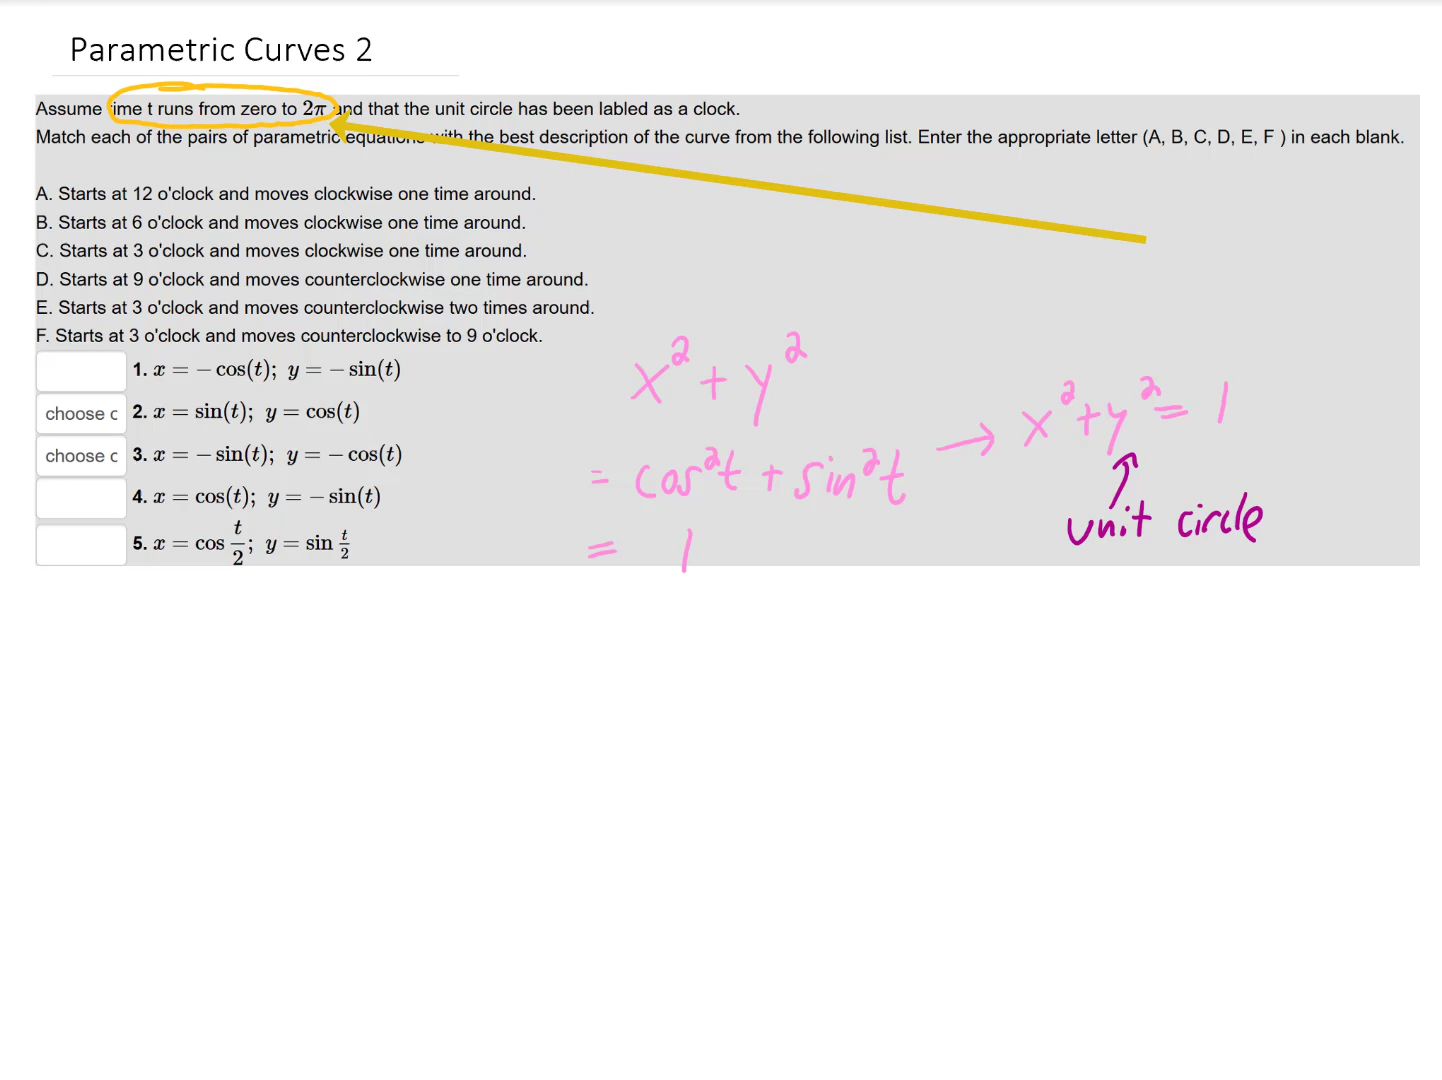 Parametric Curves 2
Assume ime t runs from zero to 2π and that the unit circle has been labled as a clock.
Match each of the pairs of parametric equations with the best description of the curve from the following list. Enter the appropriate letter (A, B, C, D, E, F ) in each blank.
A. Starts at 12 o'clock and moves clockwise one time around.
B. Starts at 6 o'clock and moves clockwise one time around.
C. Starts at 3 o'clock and moves clockwise one time around.
D. Starts at 9 o'clock and moves counterclockwise one time around.
E. Starts at 3 o'clock and moves counterclockwise two times around.
F. Starts at 3 o'clock and moves counterclockwise to 9 o'clock.
1. x = − cos(t); y = − sin(t)
choose c 2. x = sin(t); y = cos(t)
choose c 3. x = − sin(t); y = − cos(t)
4. x = cos(t); y = − sin(t)
5. x = cos t/2; y = sin t/2
x² + y²
= cos²t + sin²t → x² + y² = 1
= 1
unit circle